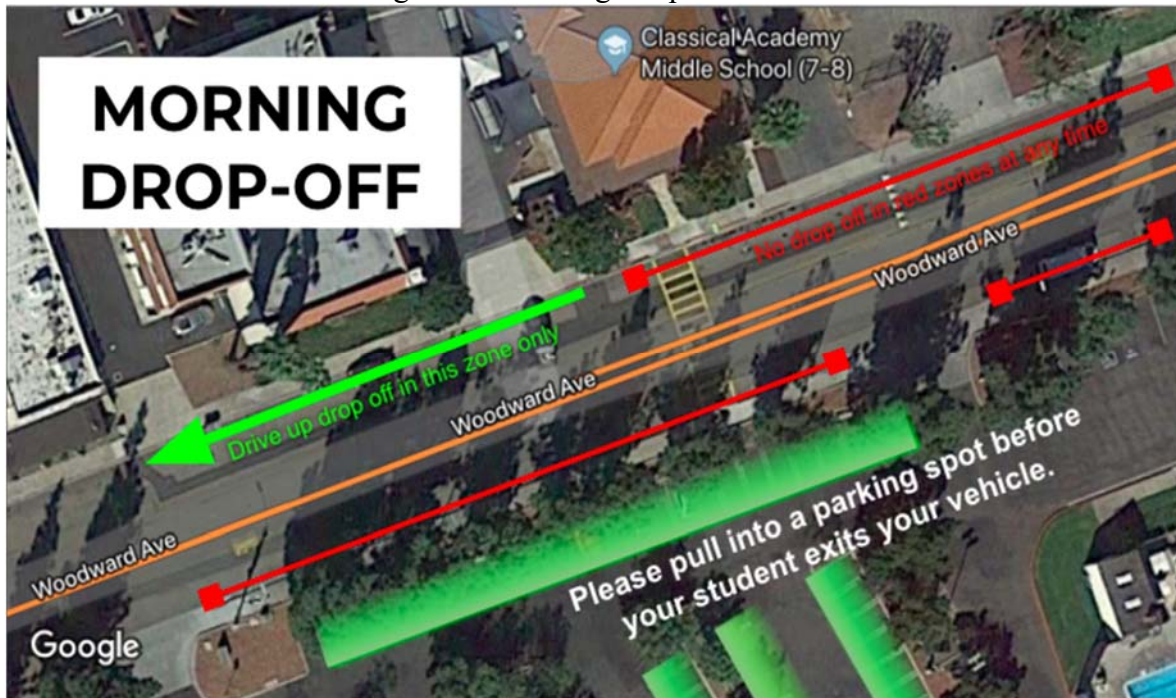 MORNING
DROP-OFF
Classical Academy
Middle School (7-8)
No drop off in red zones at any time.
Woodward Ave
Drive up drop off in this zone only
Woodward Ave
Woodward Ave
Please pull into a parking spot before
your student exits your vehicle.
Google